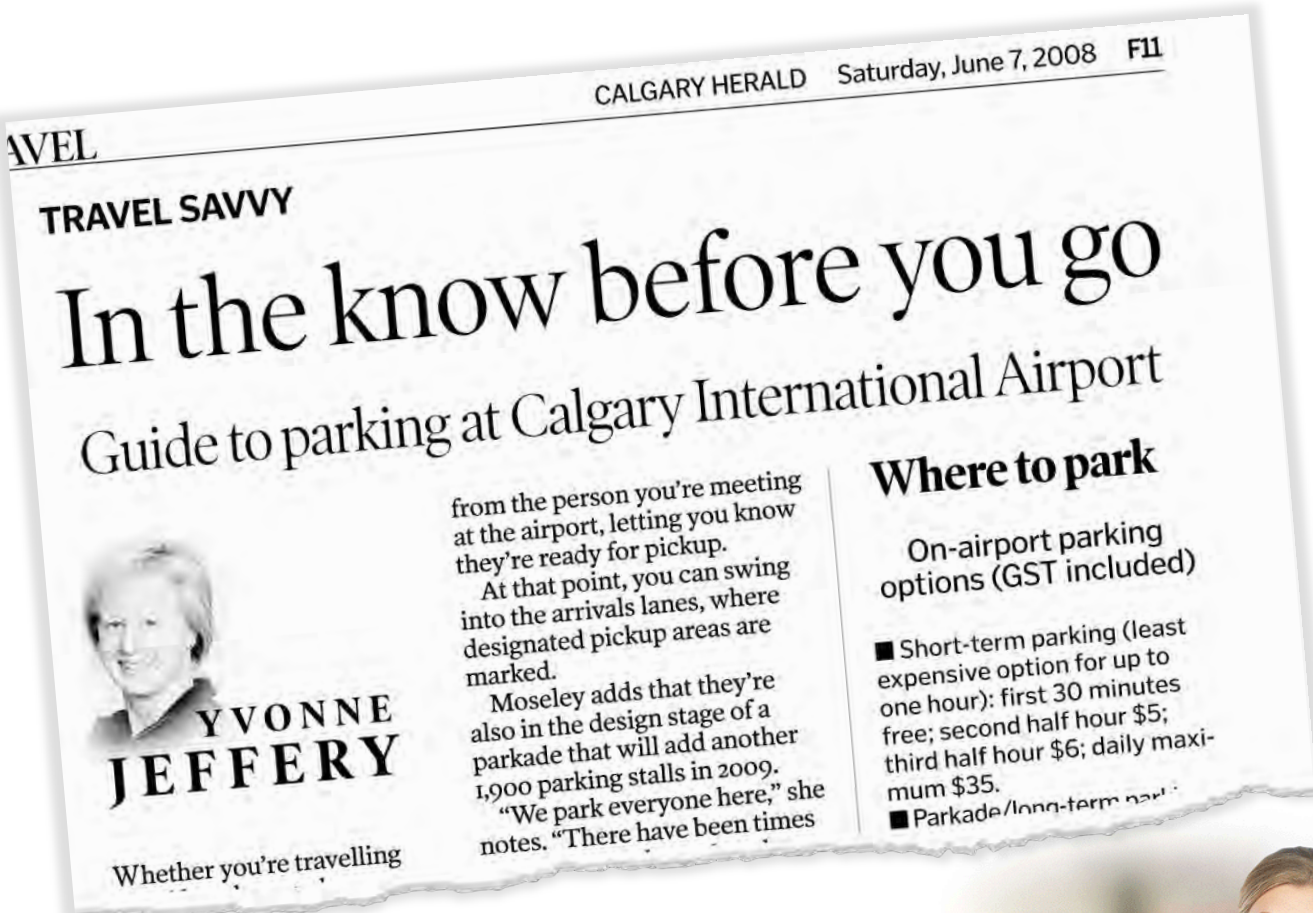 CALGARY HERALD Saturday, June 7, 2008 F11
AVEL
TRAVEL SAVVY
In the know before you go
Guide to parking at Calgary International Airport
YVONNE
JEFFERY
Whether you're travelling
from the person you're meeting
at the airport, letting you know
they're ready for pickup.
At that point, you can swing
into the arrivals lanes, where
designated pickup areas are
marked.
Moseley adds that they're
also in the design stage of a
parkade that will add another
1,900 parking stalls in 2009.
"We park everyone here," she
notes. "There have been times
Where to park
On-airport parking
options (GST included)
■ Short-term parking (least
expensive option for up to
one hour): first 30 minutes
free; second half hour $5;
third half hour $6; daily maxi-
mum $35.
■ Parkade/long-term